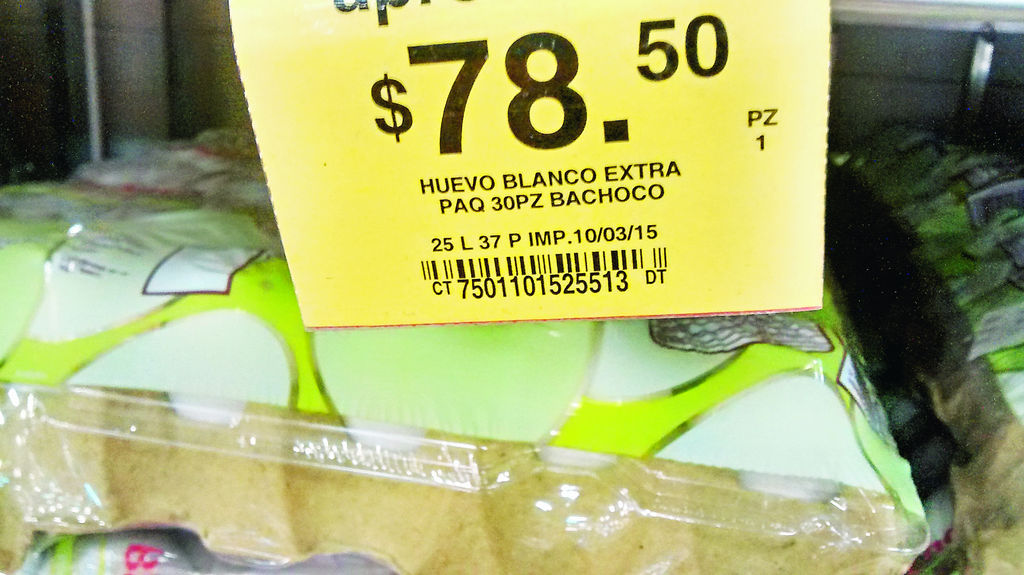 $78.50
PZ
1
HUEVO BLANCO EXTRA
PAQ 30PZ BACHOCO
25 L 37 P IMP.10/03/15
CT 7501101525513 DT